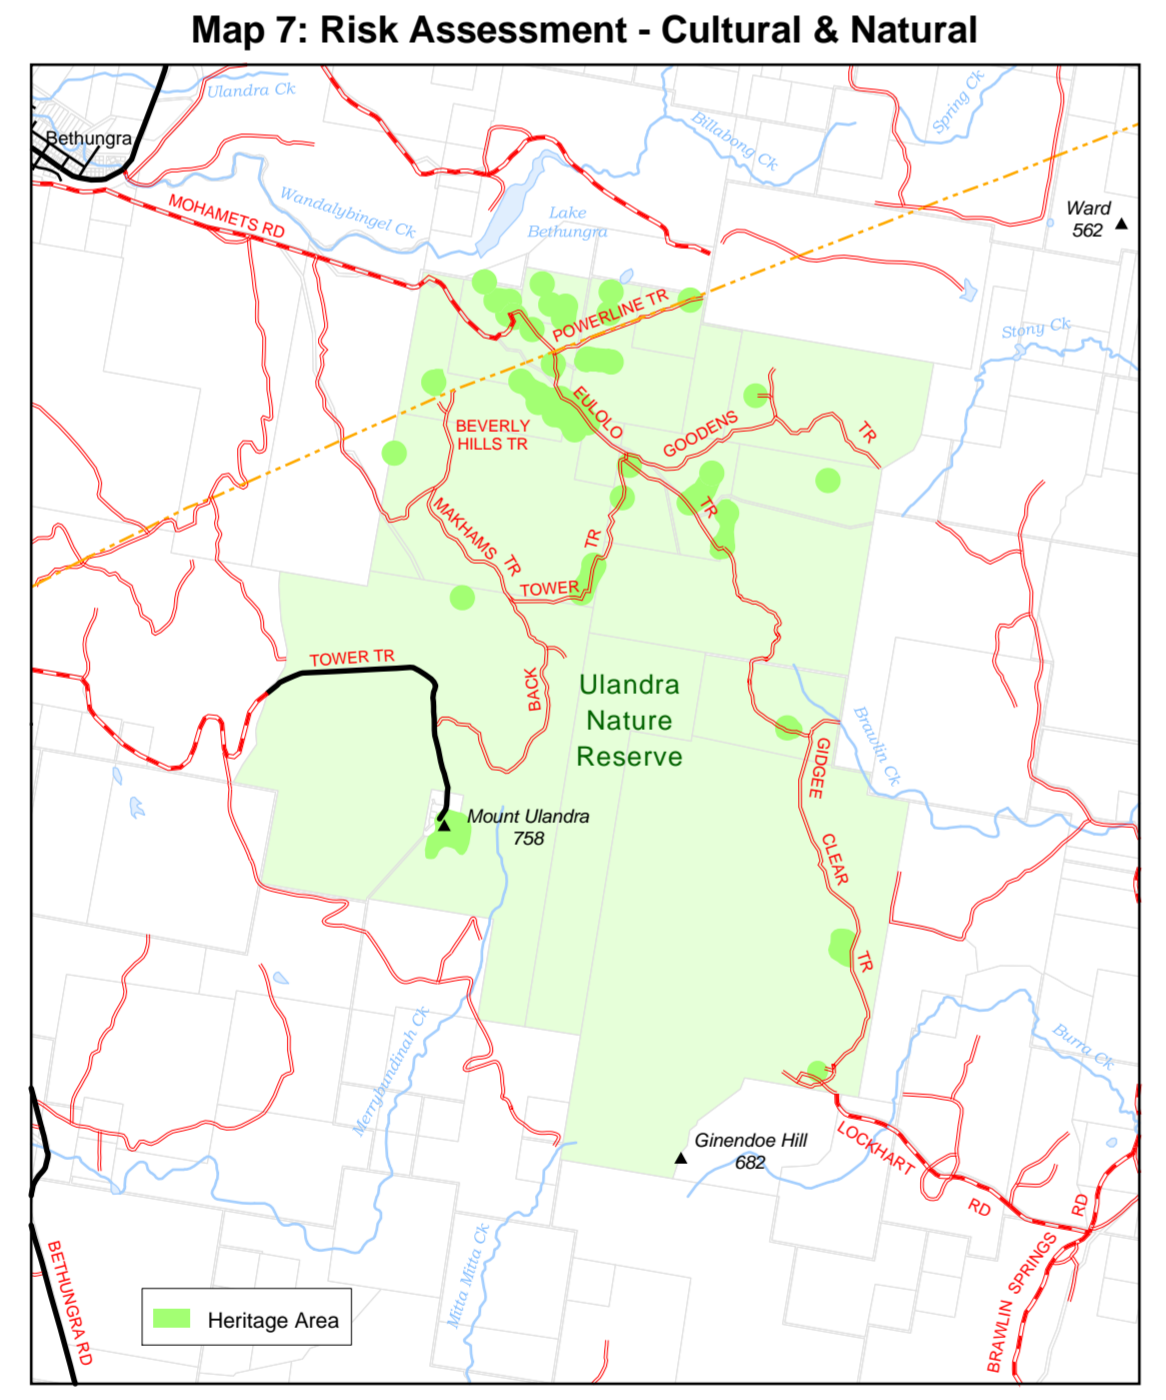 Map 7: Risk Assessment - Cultural & Natural
Ulandra Ck
Spring Ck
Billabong Ck
Bethungra
Wandalybingel Ck
MOHAMETS RD
Lake
Bethungra
Ward
562
POWERLINE TR
Stony Ck
EULOLO
BEVERLY
HILLS TR
GOODENS
TR
MAKHAMS
TR
TR
TR
TOWER
TOWER TR
BACK
Ulandra
Nature
Reserve
Brawlin Ck
GIDGEE
Mount Ulandra
758
CLEAR
TR
Merrybundinah Ck
Burra Ck
Ginendoe Hill
682
LOCKHART
RD
RD
BRAWLIN SPRINGS
Mitta Mitta Ck
BETHUNGRA RD
Heritage Area